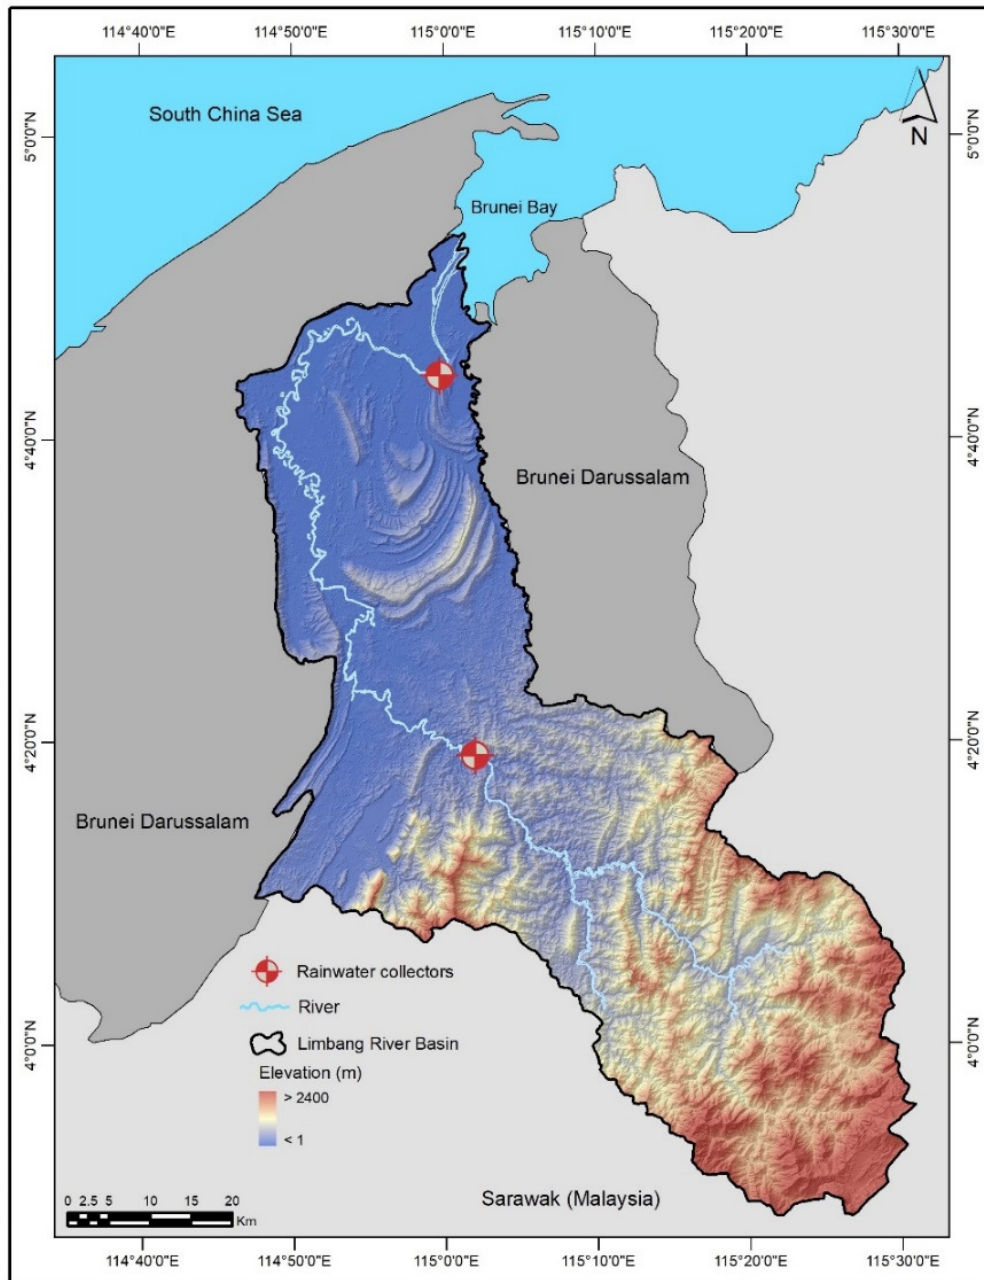 114°40'0"E 114°50'0"E 115°0'0"E 115°10'0"E 115°20'0"E 115°30'0"E
South China Sea
N
5°0'0"N
5°0'0"N
Brunei Bay
4°40'0"N
4°40'0"N
Brunei Darussalam
4°20'0"N
4°20'0"N
Brunei Darussalam
Rainwater collectors
River
Limbang River Basin
4°0'0"N
4°0'0"N
Elevation (m)
> 2400
< 1
Sarawak (Malaysia)
0 2.5 5 10 15 20
Km
114°40'0"E 114°50'0"E 115°0'0"E 115°10'0"E 115°20'0"E 115°30'0"E